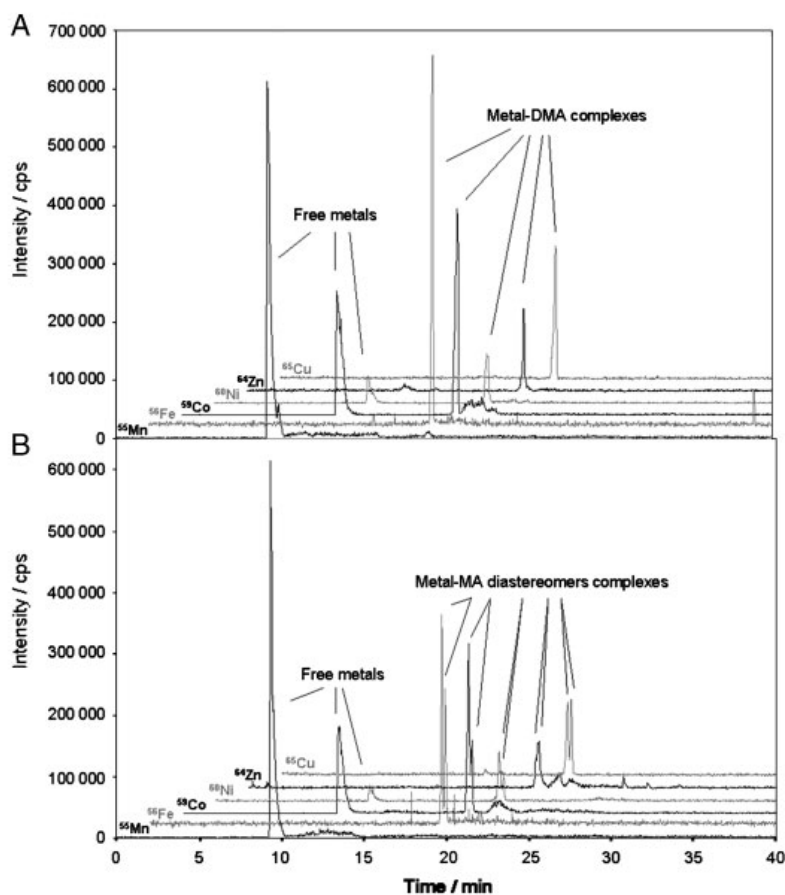 A
700 000
600 000
500 000
400 000
300 000
200 000
100 000
0
Intensity / cps
Metal-DMA complexes
Free metals
⁶⁵Cu
⁶⁴Zn
⁶⁰Ni
⁵⁹Co
⁵⁶Fe
⁵⁵Mn
B
600 000
500 000
400 000
300 000
200 000
100 000
0
Intensity / cps
Metal-MA diastereomers complexes
Free metals
⁶⁵Cu
⁶⁴Zn
⁶⁰Ni
⁵⁹Co
⁵⁶Fe
⁵⁵Mn
0 5 10 15 20 25 30 35 40
Time / min